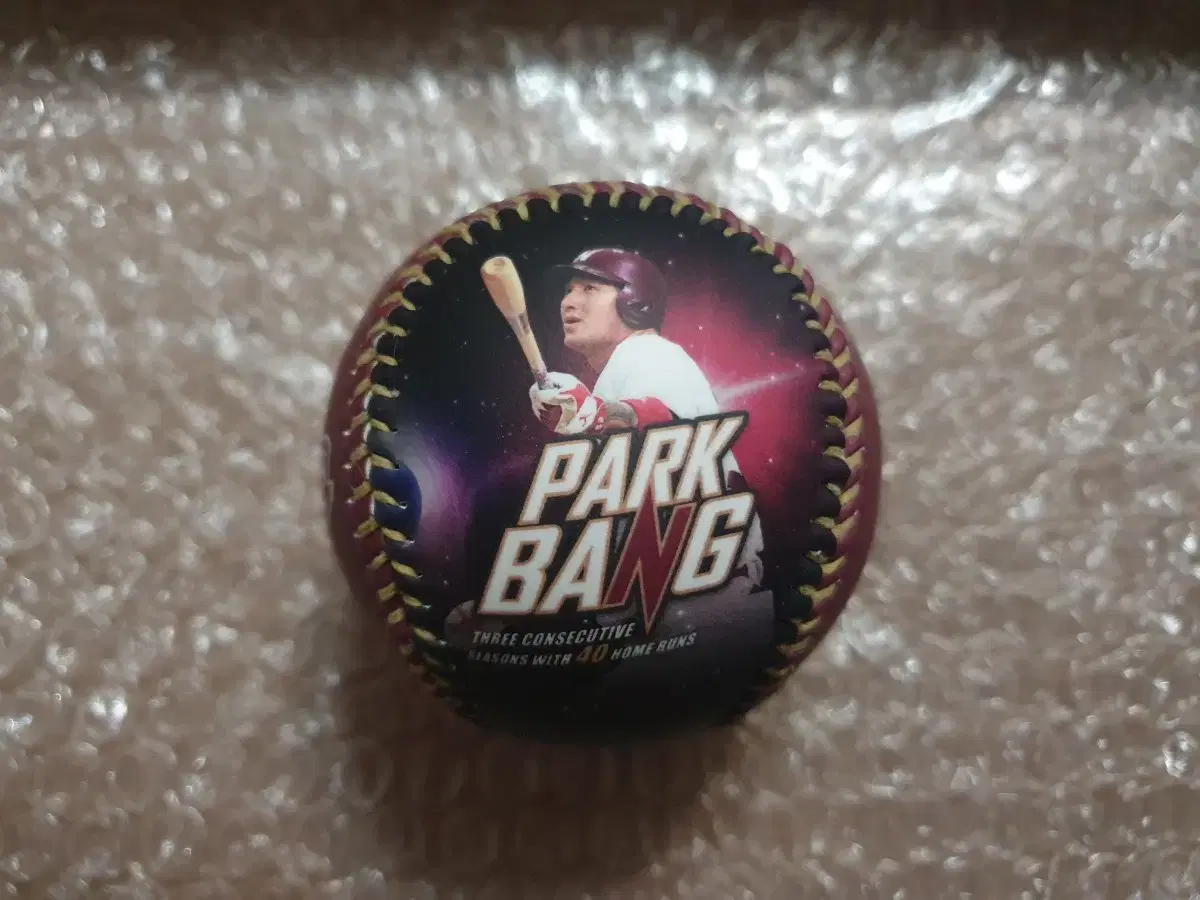 PARK
BANG
THREE CONSECUTIVE
SEASONS WITH 40 HOME RUNS